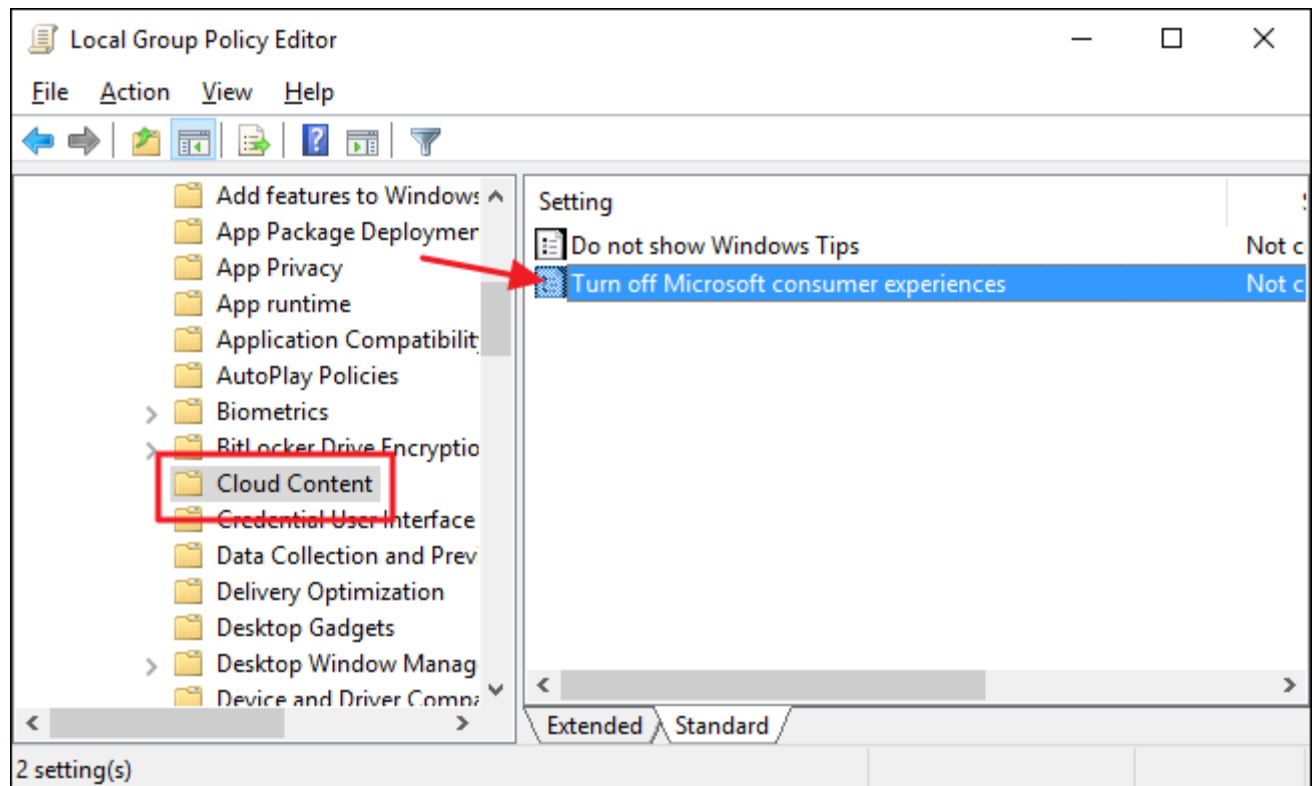 Local Group Policy Editor
File Action View Help
Add features to Windows
App Package Deploymen
App Privacy
App runtime
Application Compatibilit
AutoPlay Policies
Biometrics
BitLocker Drive Encryptio
Cloud Content
Credential User Interface
Data Collection and Prev
Delivery Optimization
Desktop Gadgets
Desktop Window Manag
Device and Driver Compa
Setting
Do not show Windows Tips Not c
Turn off Microsoft consumer experiences Not c
Extended Standard
2 setting(s)